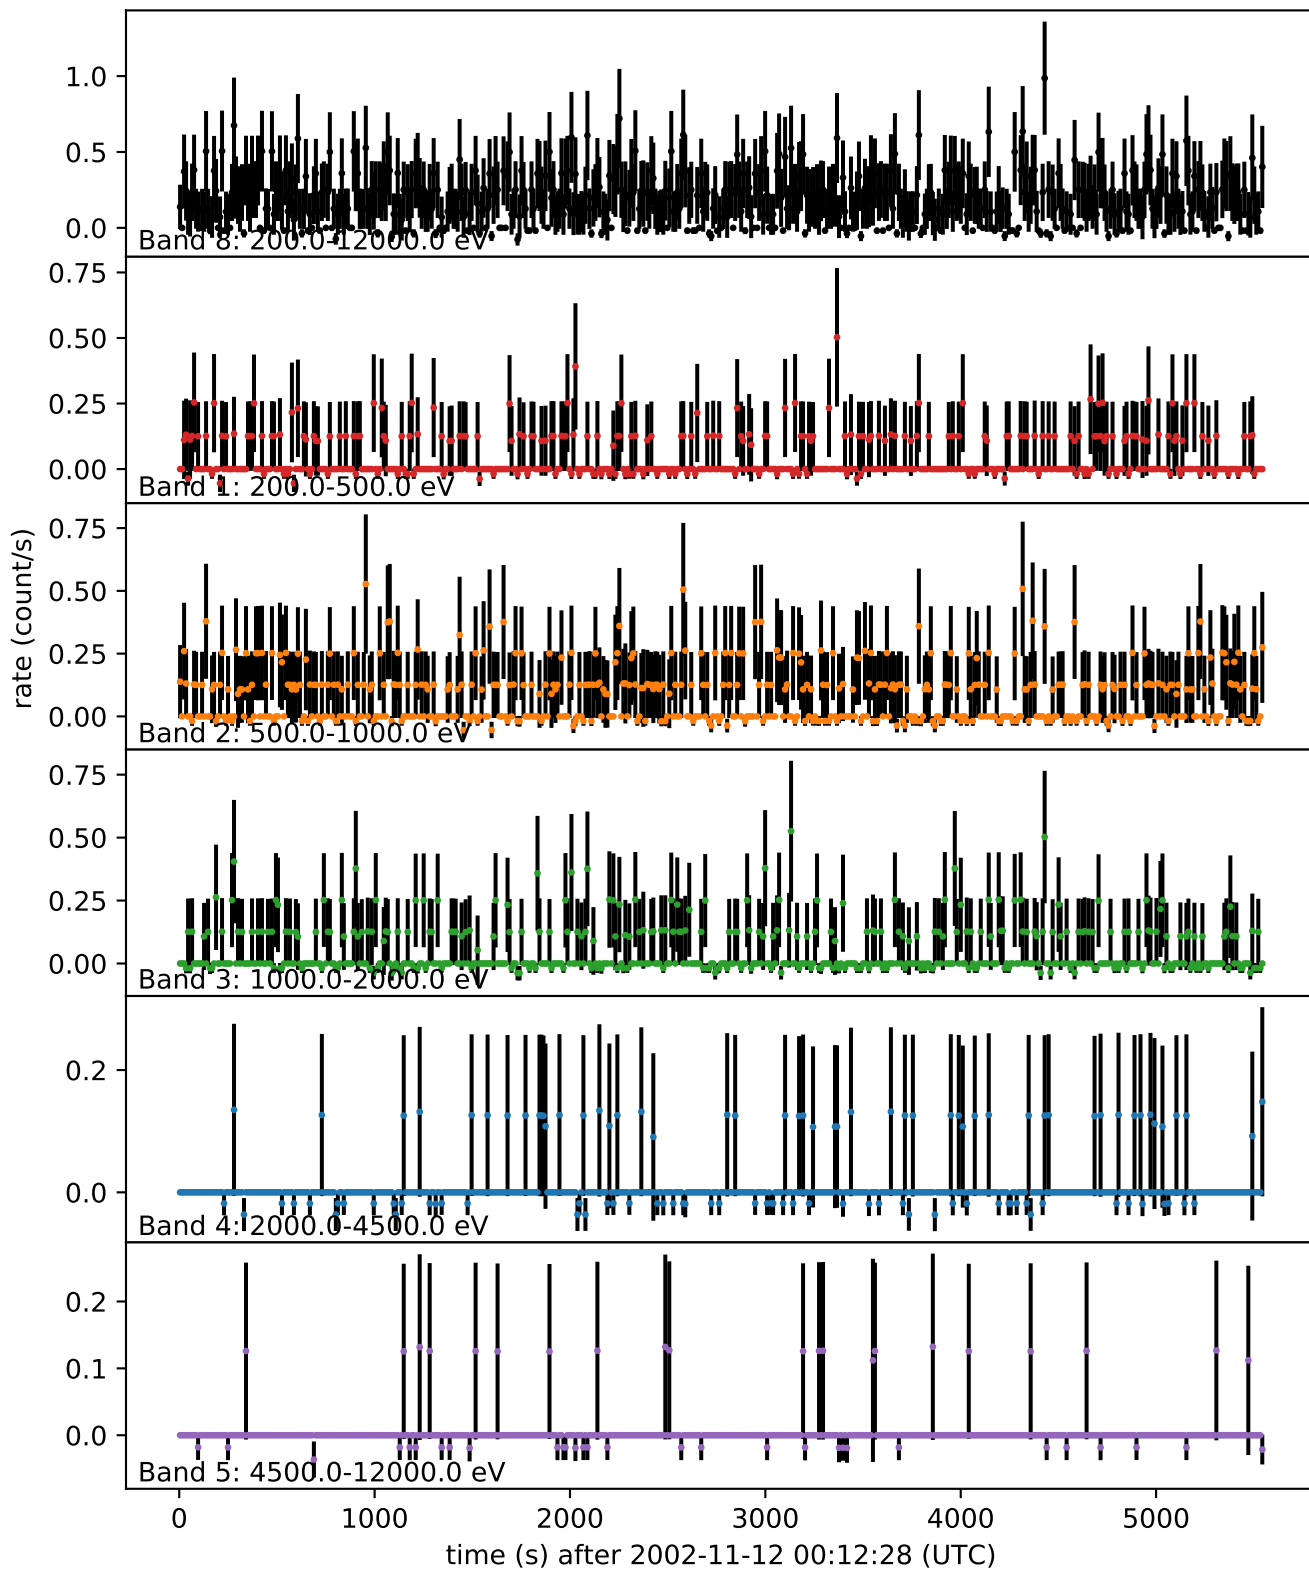 1.0
0.5
0.0
Band 8: 200.0-12000.0 eV
0.75
0.50
0.25
0.00
Band 1: 200.0-500.0 eV
rate (count/s)
0.75
0.50
0.25
0.00
Band 2: 500.0-1000.0 eV
0.75
0.50
0.25
0.00
Band 3: 1000.0-2000.0 eV
0.2
0.0
Band 4: 2000.0-4500.0 eV
0.2
0.1
0.0
Band 5: 4500.0-12000.0 eV
0 1000 2000 3000 4000 5000
time (s) after 2002-11-12 00:12:28 (UTC)